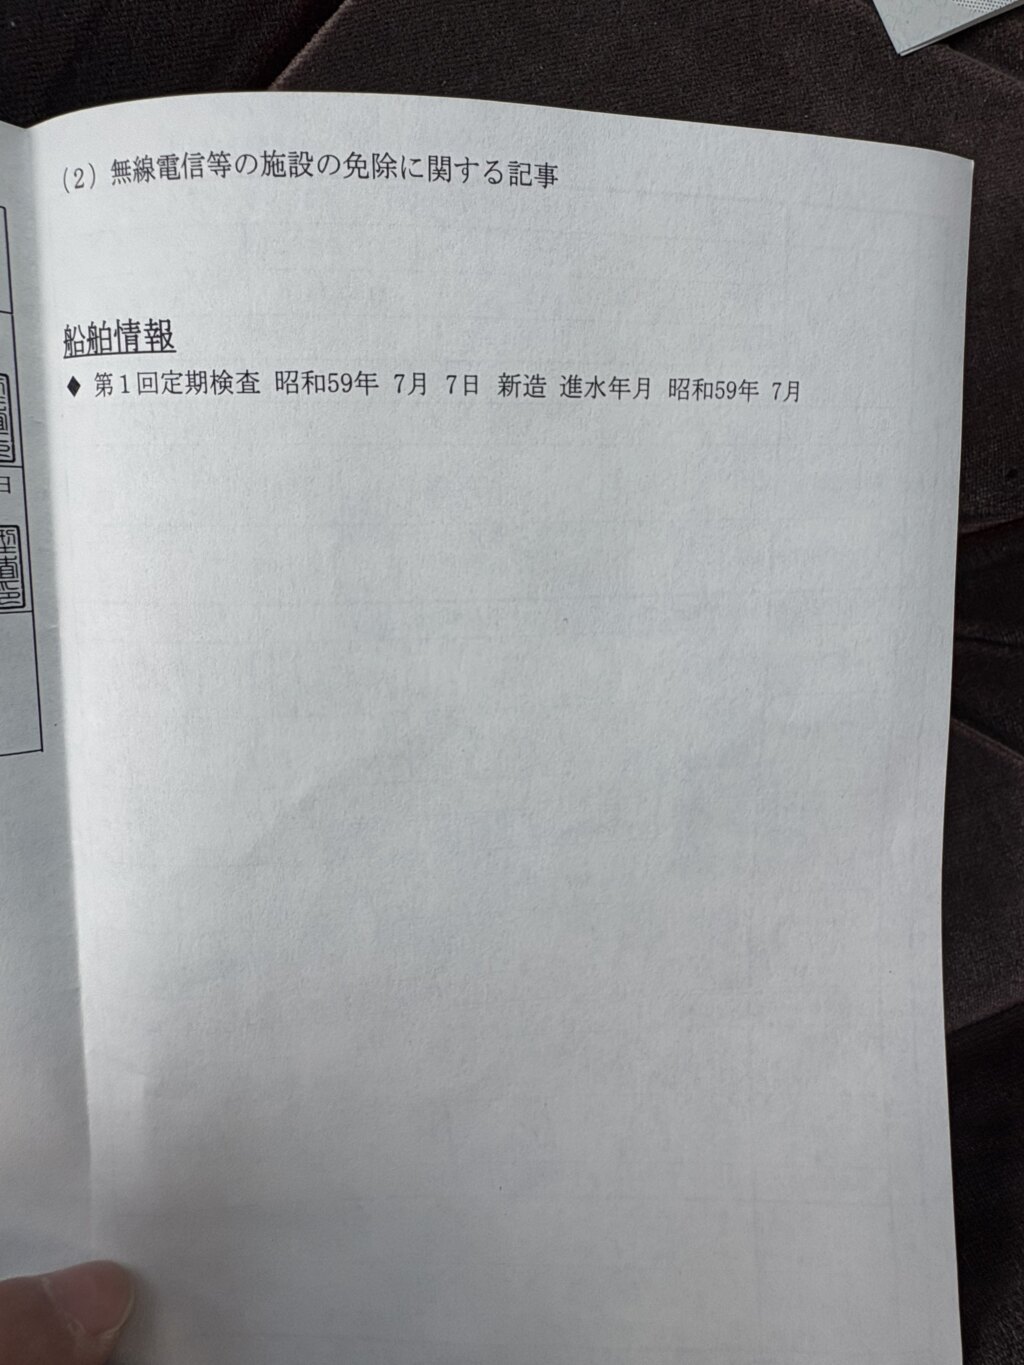 (2) 無線電信等の施設の免除に関する記事
船舶情報
◆ 第1回定期検査 昭和59年 7月 7日 新造 進水年月 昭和59年 7月
日